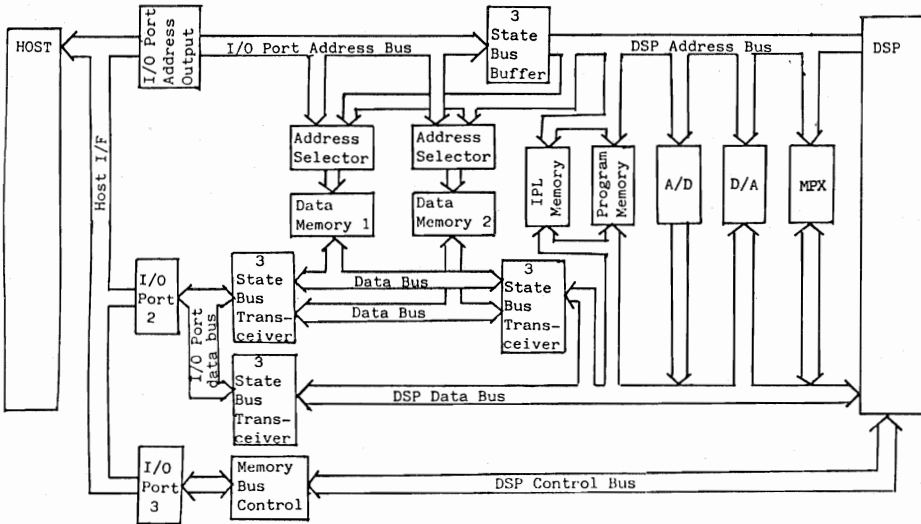 HOST
I/O Port
Address
Output
I/O Port Address Bus
3
State
Bus
Buffer
DSP Address Bus
DSP
Host I/F
Address
Selector
Address
Selector
IPL
Memory
Program
Memory
A/D
D/A
MPX
Data
Memory 1
Data
Memory 2
I/O
Port
2
I/O Port
data bus
3
State
Bus
Trans-
ceiver
Data Bus
Data Bus
3
State
Bus
Trans-
ceiver
3
State
Bus
Trans-
ceiver
DSP Data Bus
I/O
Port
3
Memory
Bus
Control
DSP Control Bus